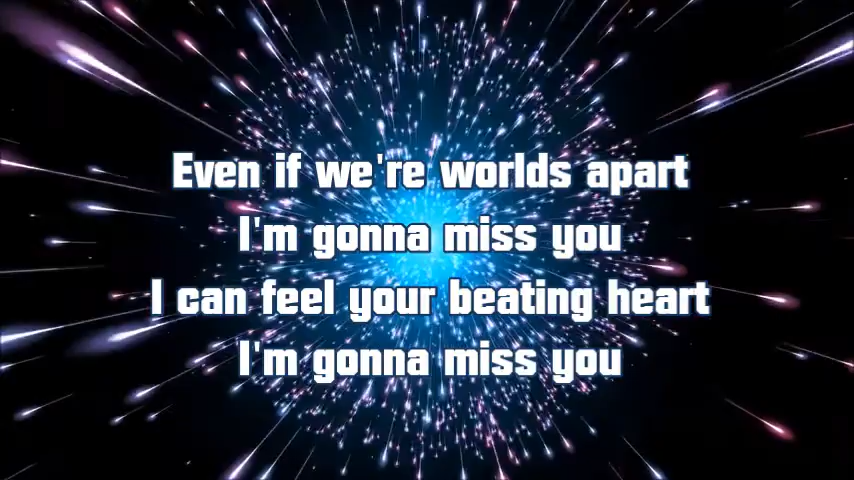 Even if we're worlds apart
I'm gonna miss you
I can feel your beating heart
I'm gonna miss you